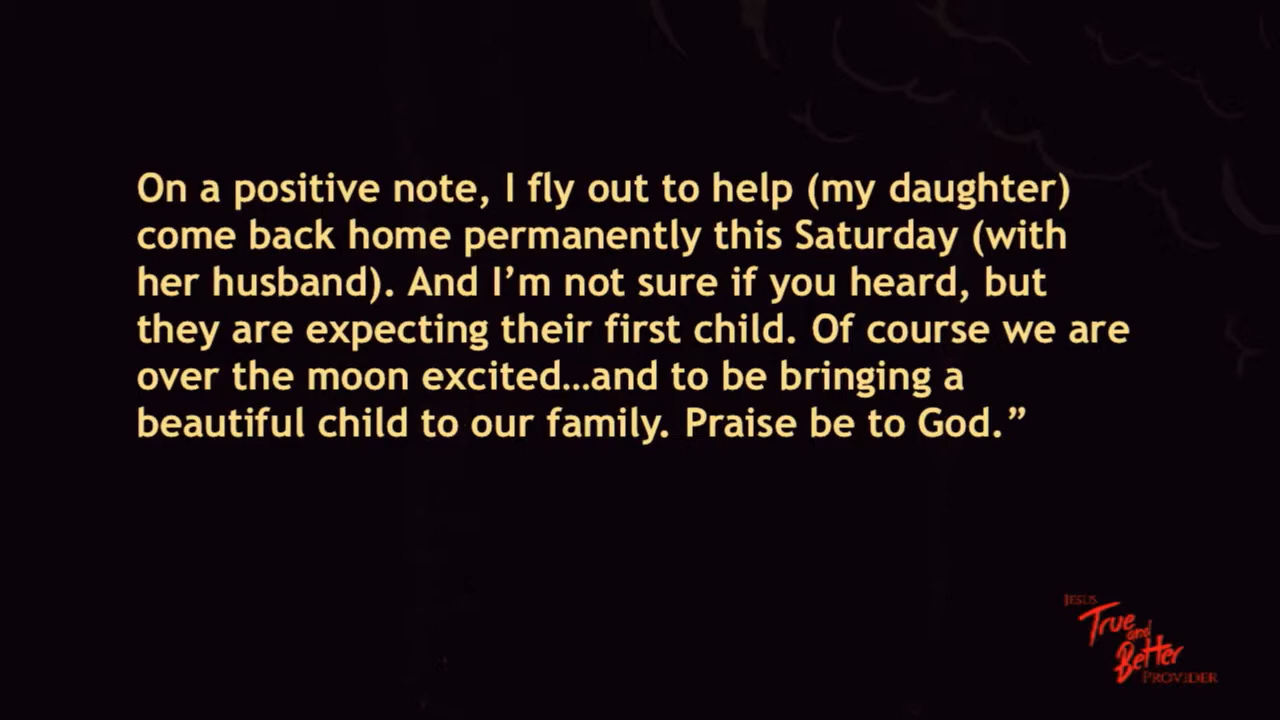 On a positive note, I fly out to help (my daughter)
come back home permanently this Saturday (with
her husband). And I’m not sure if you heard, but
they are expecting their first child. Of course we are
over the moon excited…and to be bringing a
beautiful child to our family. Praise be to God.”
JESUS
True
and
Better
PROVIDER